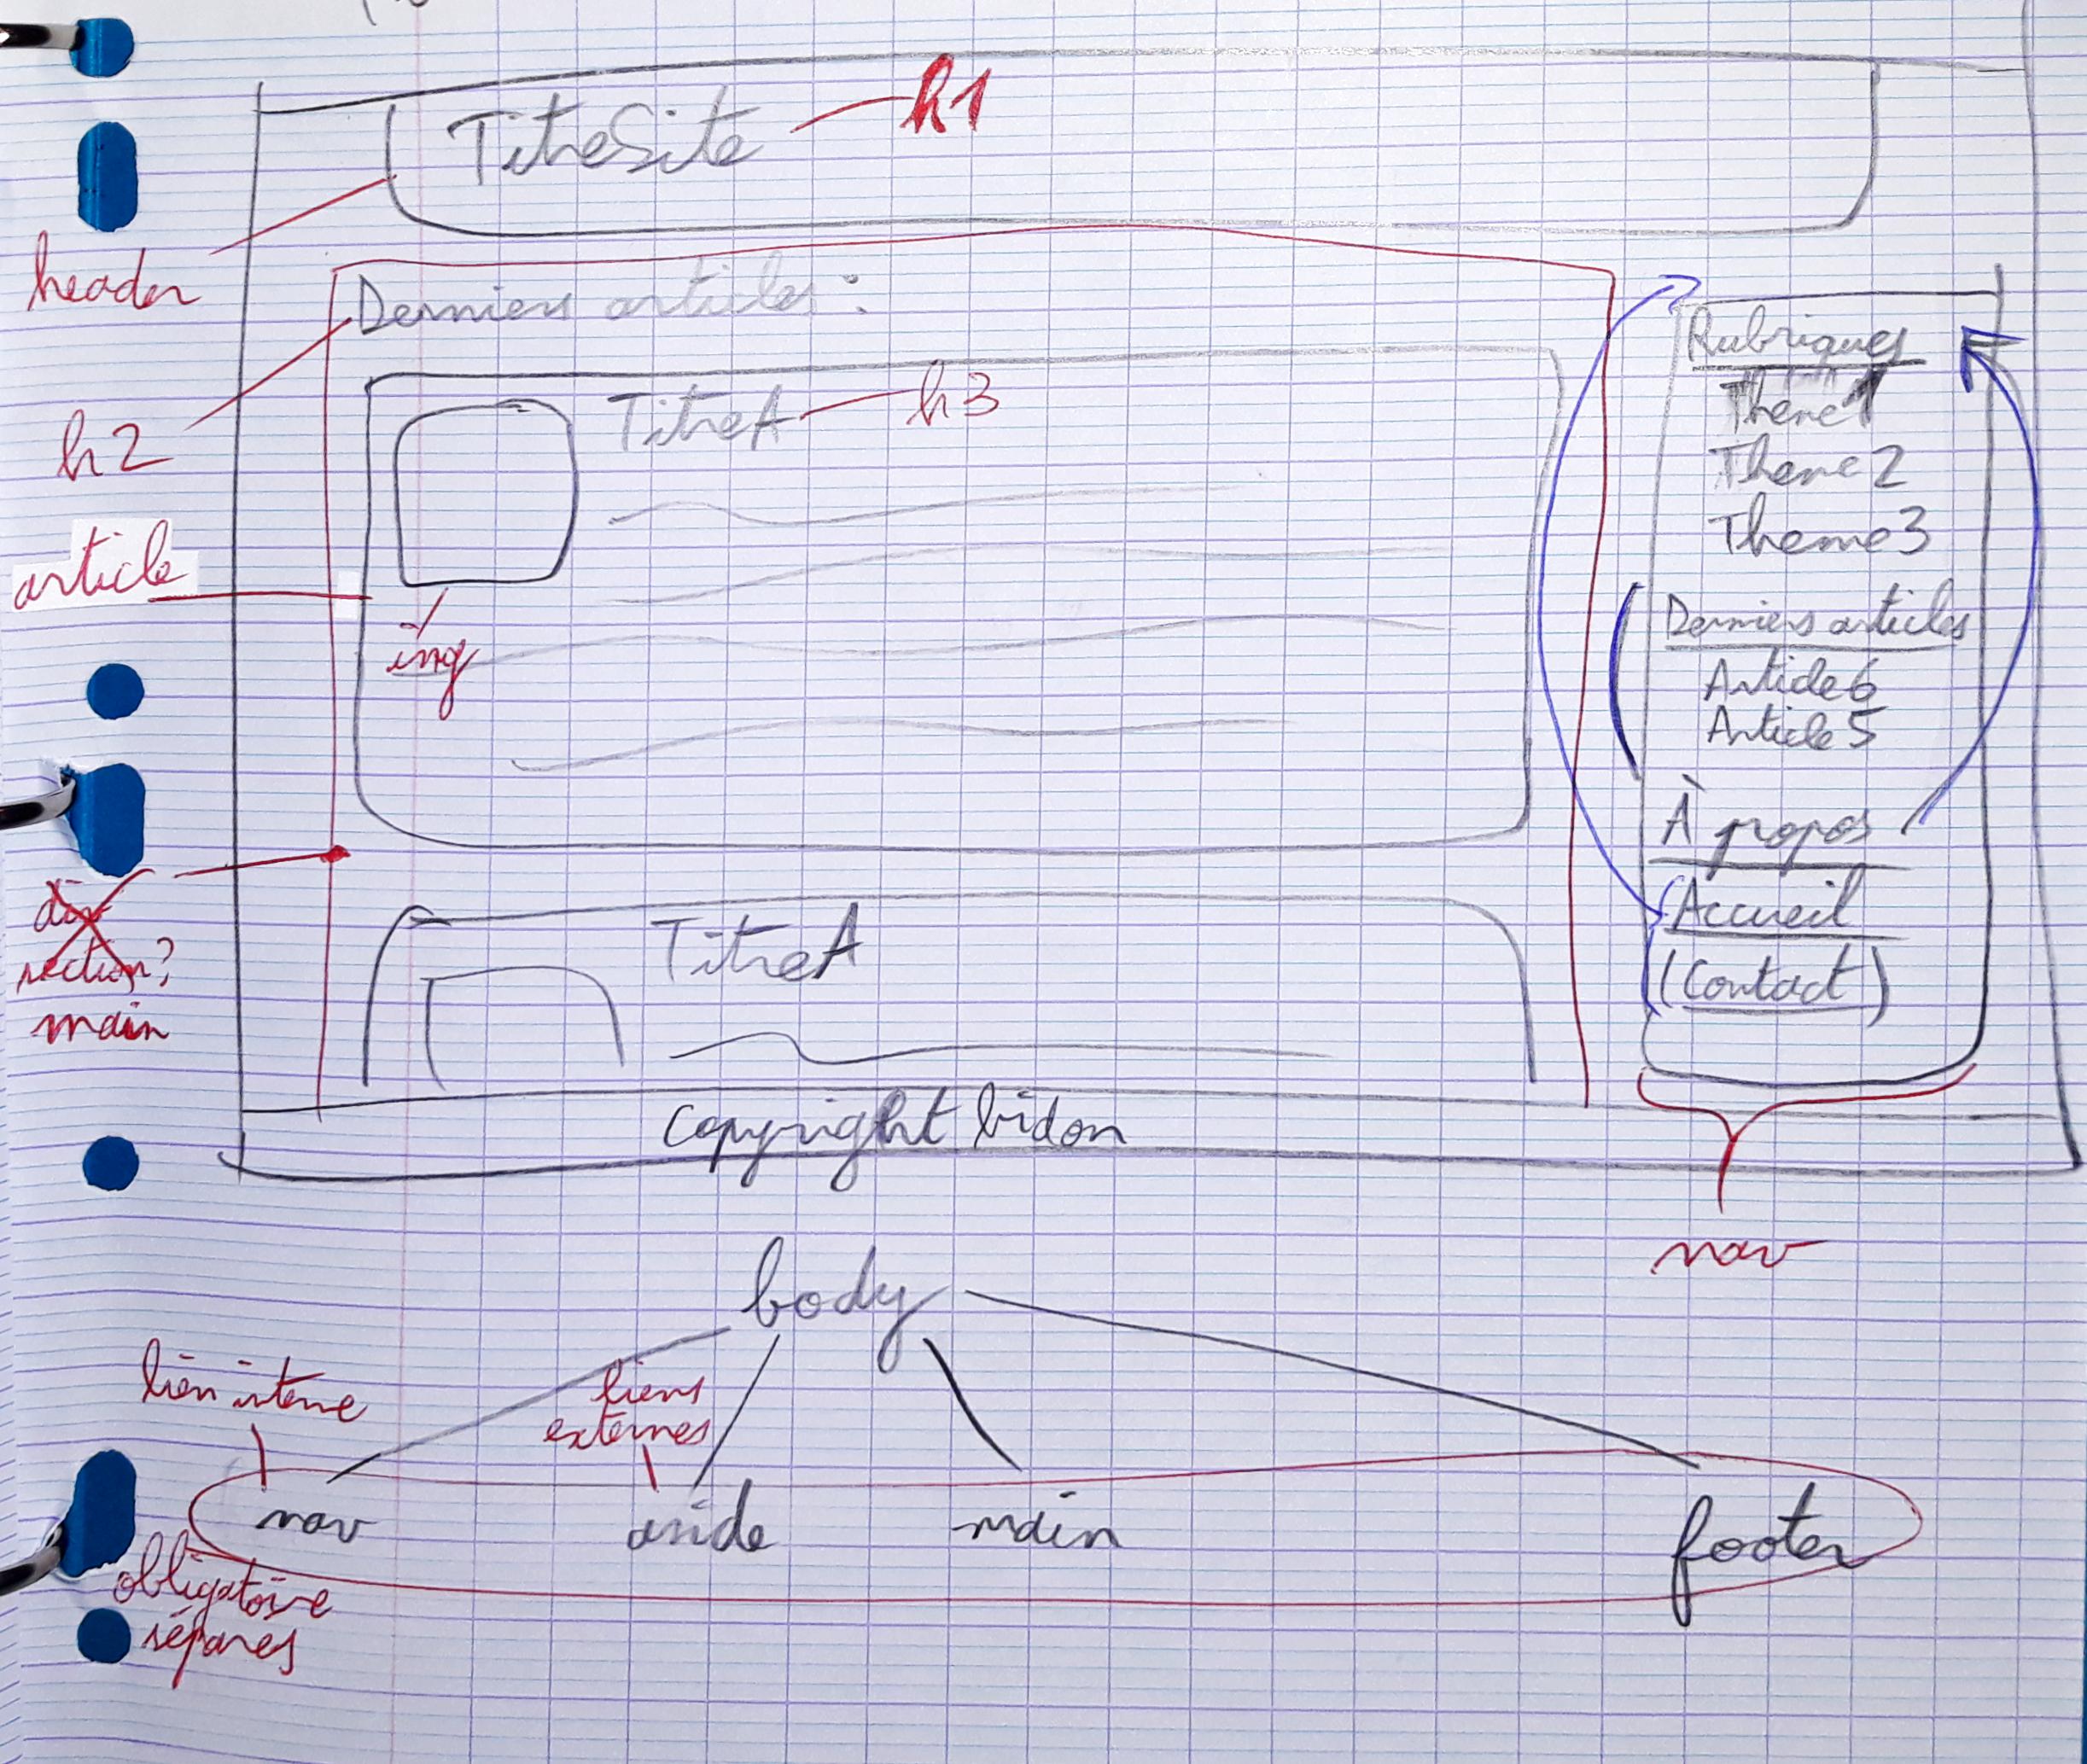 TitreSite
h1
header
Derniers articles :
h2
TitreA
h3
article
img
div
section?
main
TitreA
Copyright bidon
Rubriques
Theme1
Theme2
Theme3
Derniers articles
Article6
Article5
À propos
Accueil
(Contact)
nav
body
lien interne
liens
externes
nav
aside
main
footer
obligatoire
séparés